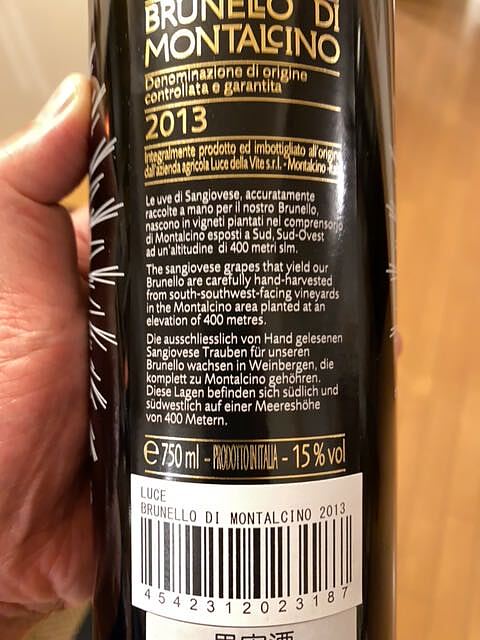 BRUNELLO DI
MONTALCINO
Denominazione di origine
controllata e garantita
2013
Integralmente prodotto ed imbottigliato all'origine
dall'azienda agricola Luce della Vite s.r.l. - Montalcino -
Le uve di Sangiovese, accuratamente
raccolte a mano per il nostro Brunello,
nascono in vigneti piantati nel comprensorio
di Montalcino esposti a Sud, Sud-Ovest
ad un'altitudine di 400 metri slm.
The sangiovese grapes that yield our
Brunello are carefully hand-harvested
from south-southwest-facing vineyards
in the Montalcino area planted at an
elevation of 400 metres.
Die ausschliesslich von Hand gelesenen
Sangiovese Trauben für unseren
Brunello wachsen in Weinbergen, die
komplett zu Montalcino gehöhren.
Diese Lagen befinden sich südlich und
südwestlich auf einer Meereshöhe
von 400 Metern.
℮ 750 ml - PRODOTTO IN ITALIA - 15 % vol
LUCE
BRUNELLO DI MONTALCINO 2013
4542312023187
果実酒